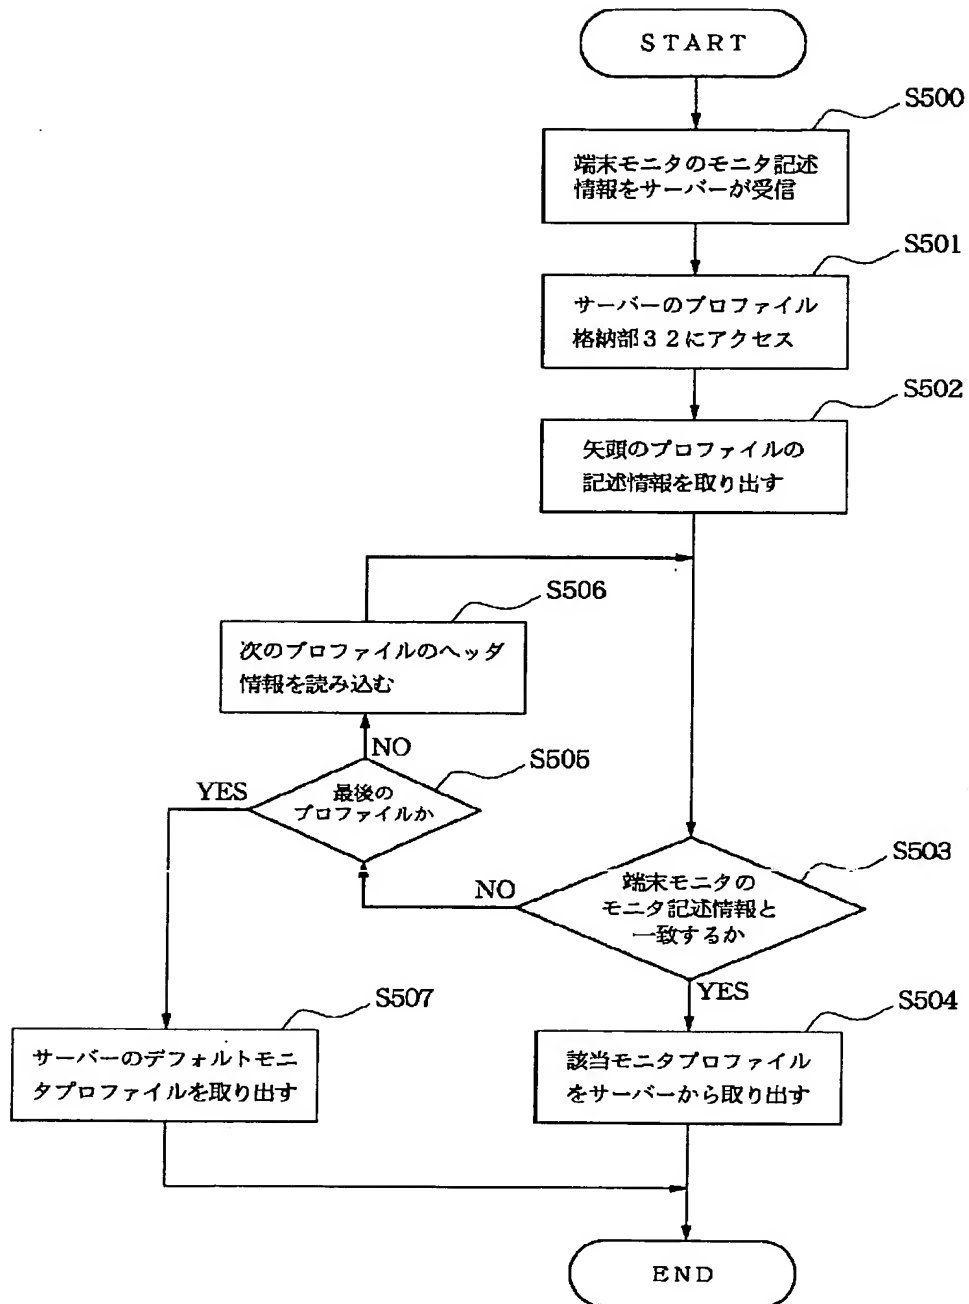 START
S500
端末モニタのモニタ記述
情報をサーバーが受信
S501
サーバーのプロファイル
格納部32にアクセス
S502
矢頭のプロファイルの
記述情報を取り出す
S506
次のプロファイルのヘッダ
情報を読み込む
NO
S505
YES
最後の
プロファイルか
S503
NO
端末モニタの
モニタ記述情報と
一致するか
YES
S507
S504
サーバーのデフォルトモニ
タプロファイルを取り出す
該当モニタプロファイル
をサーバーから取り出す
END